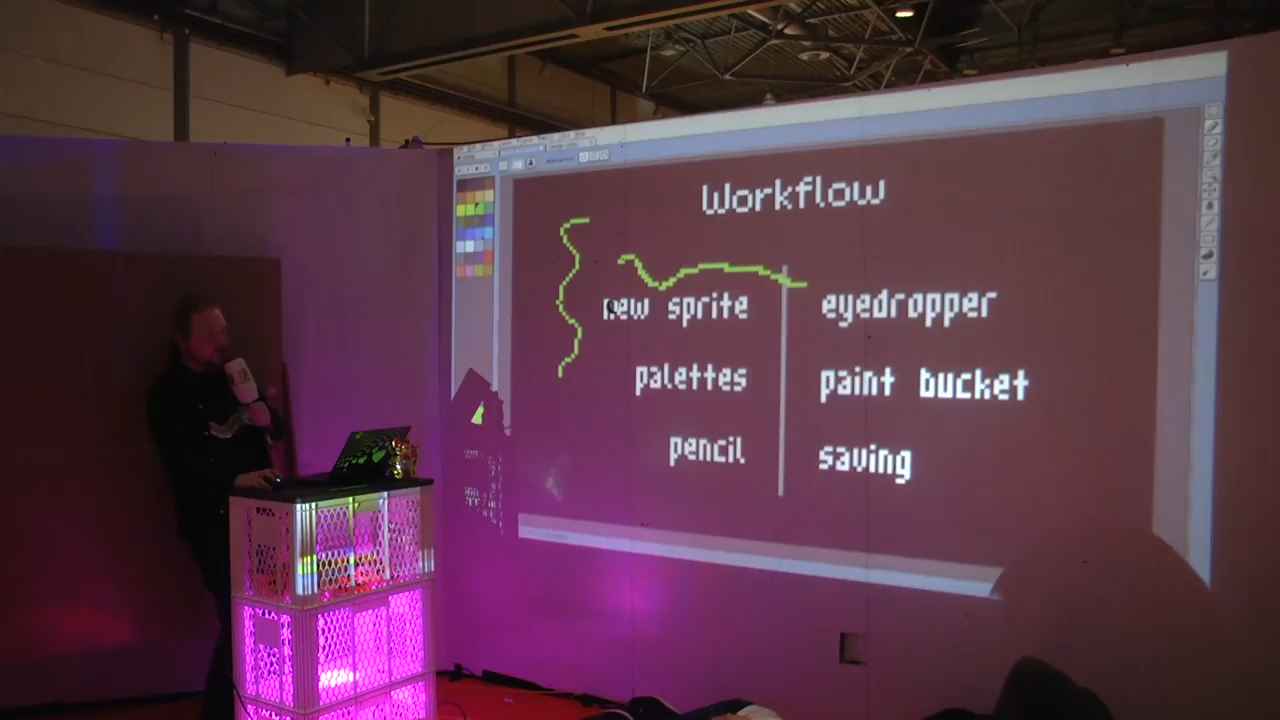 Workflow
new sprite
palettes
pencil
eyedropper
paint bucket
saving